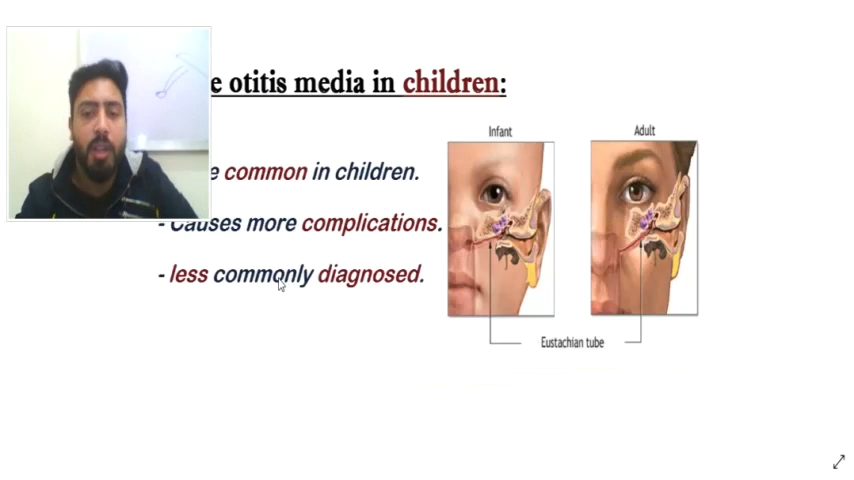 e otitis media in children:
e common in children.
- Causes more complications.
- less commonly diagnosed.
Infant
Adult
Eustachian tube